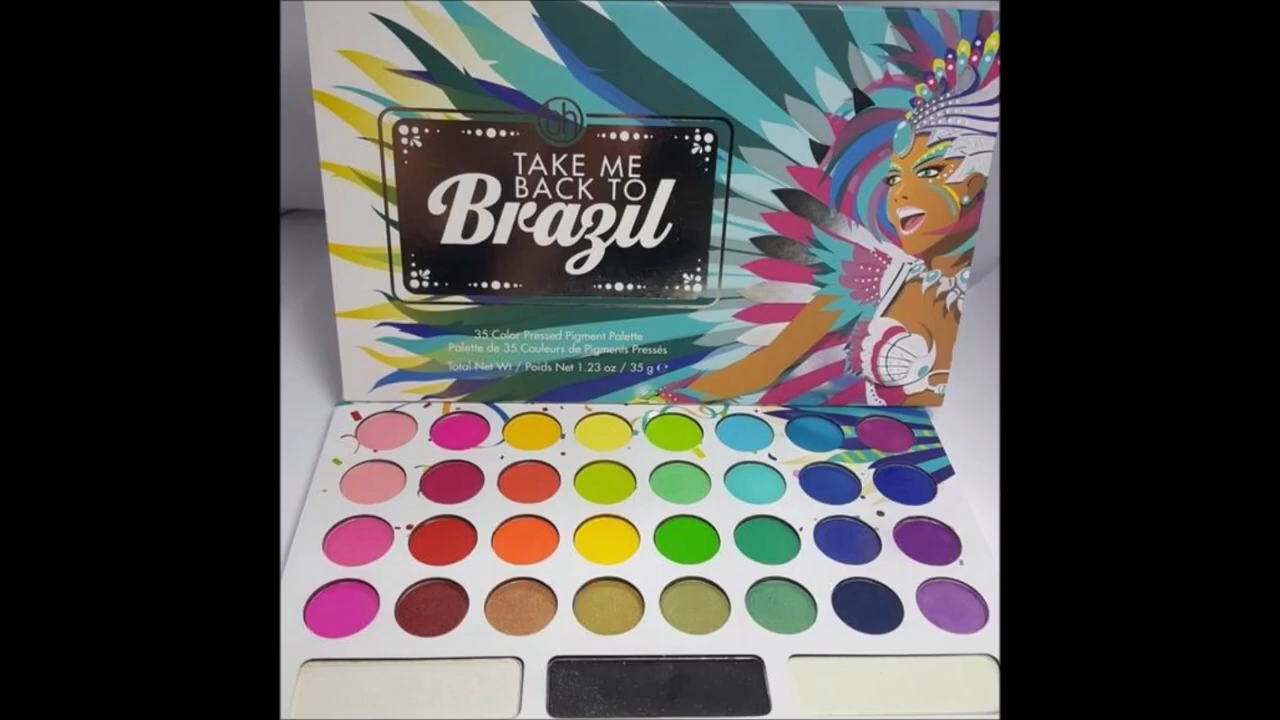 bh
TAKE ME
BACK TO
Brazil
35 Color Pressed Pigment Palette
Palette de 35 Couleurs de Pigments Pressés
Total Net Wt / Poids Net 1.23 oz / 35 g ℮